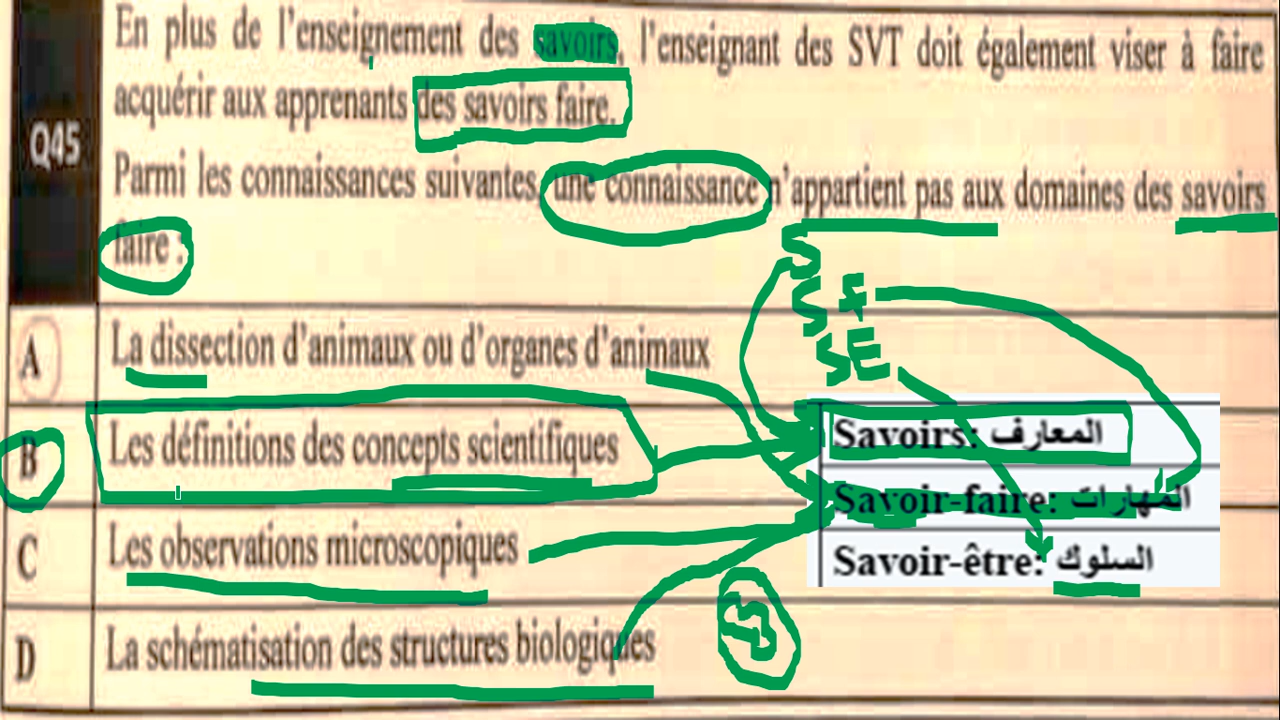 En plus de l'enseignement des savoirs, l'enseignant des SVT doit également viser à faire
acquérir aux apprenants des savoirs faire.
Q45
Parmi les connaissances suivantes, une connaissance n'appartient pas aux domaines des savoirs
faire :
S
S F
SE
A La dissection d'animaux ou d'organes d'animaux
B Les définitions des concepts scientifiques
Savoirs: المعارف
Savoir-faire: المهارات
C Les observations microscopiques
Savoir-être: السلوك
D La schématisation des structures biologiques